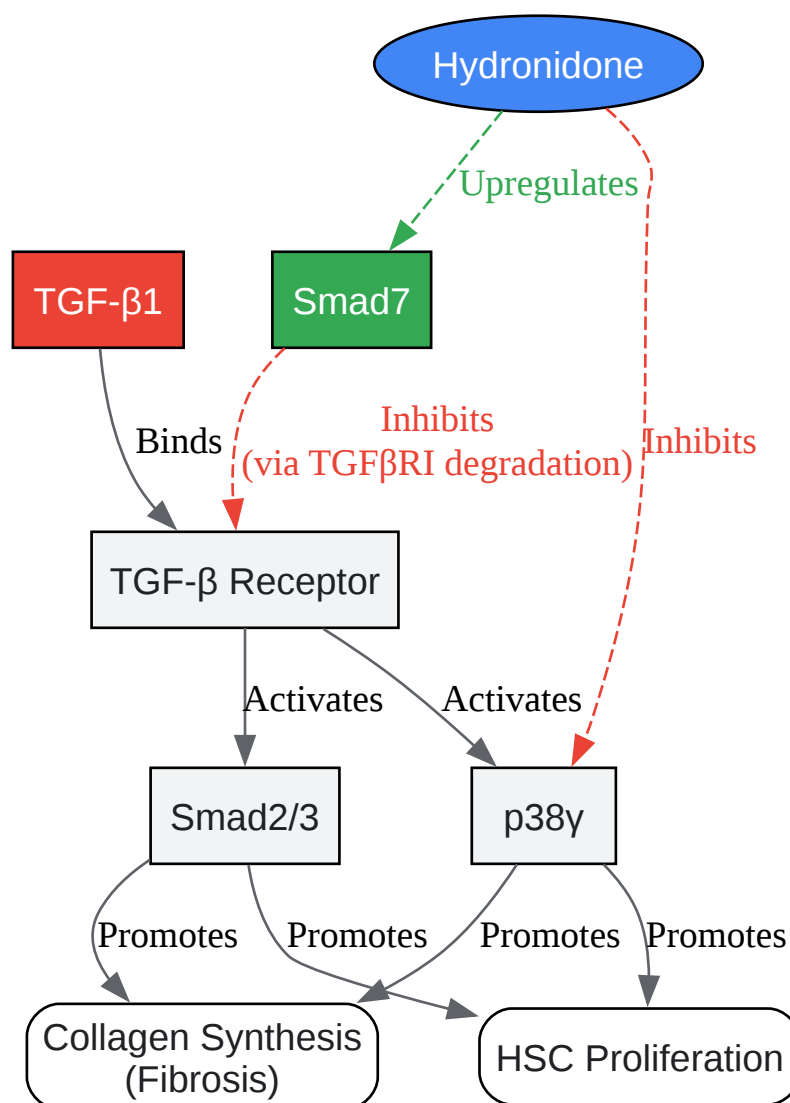 Hydronidone
Upregulates
TGF-β1
Smad7
Binds
Inhibits
(via TGFβRI degradation)
Inhibits
TGF-β Receptor
Activates
Activates
Smad2/3
p38γ
Promotes
Promotes
Promotes
Promotes
Collagen Synthesis
(Fibrosis)
HSC Proliferation